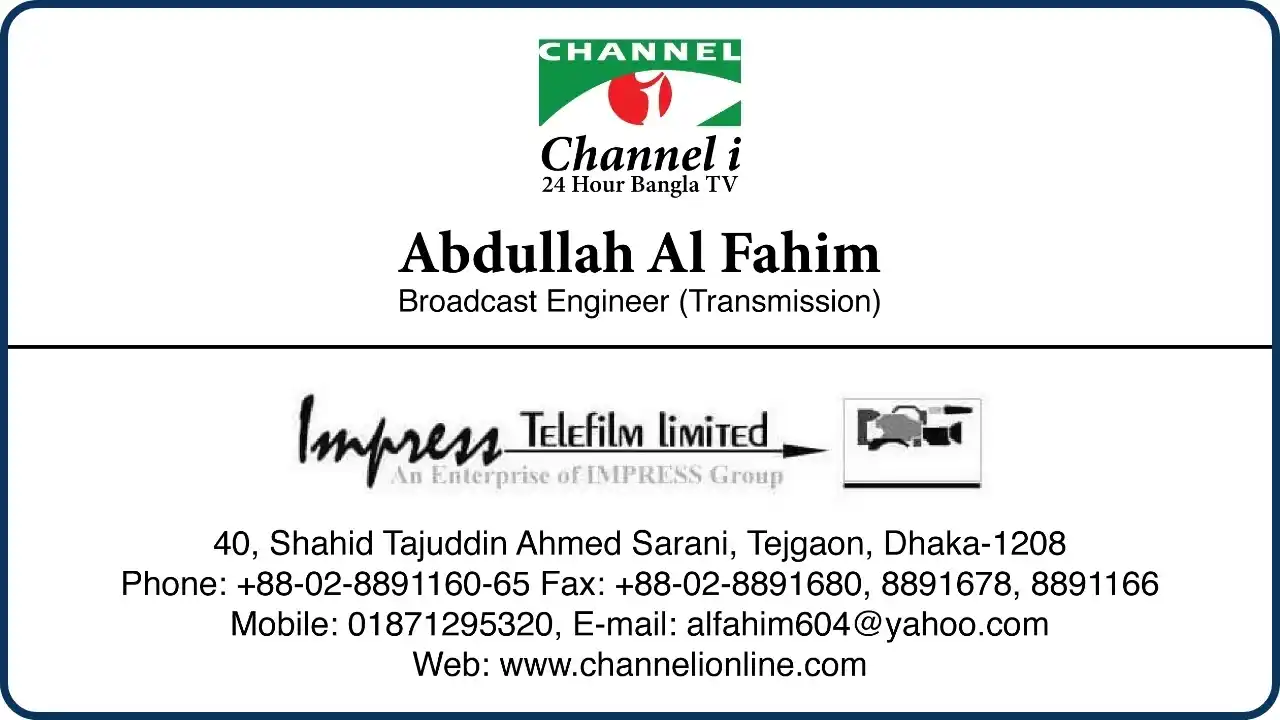 CHANNEL
i
Channel i
24 Hour Bangla TV
Abdullah Al Fahim
Broadcast Engineer (Transmission)
Impress Telefilm limited
An Enterprise of IMPRESS Group
40, Shahid Tajuddin Ahmed Sarani, Tejgaon, Dhaka-1208
Phone: +88-02-8891160-65 Fax: +88-02-8891680, 8891678, 8891166
Mobile: 01871295320, E-mail: alfahim604@yahoo.com
Web: www.channelionline.com